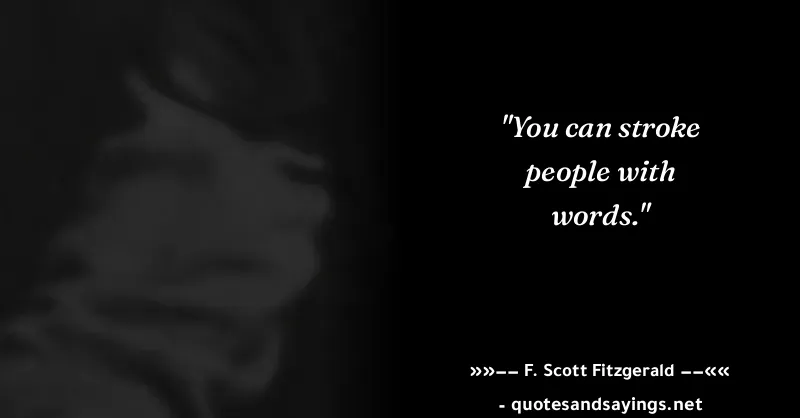 "You can stroke
people with
words."
»»–– F. Scott Fitzgerald ––««
- quotesandsayings.net